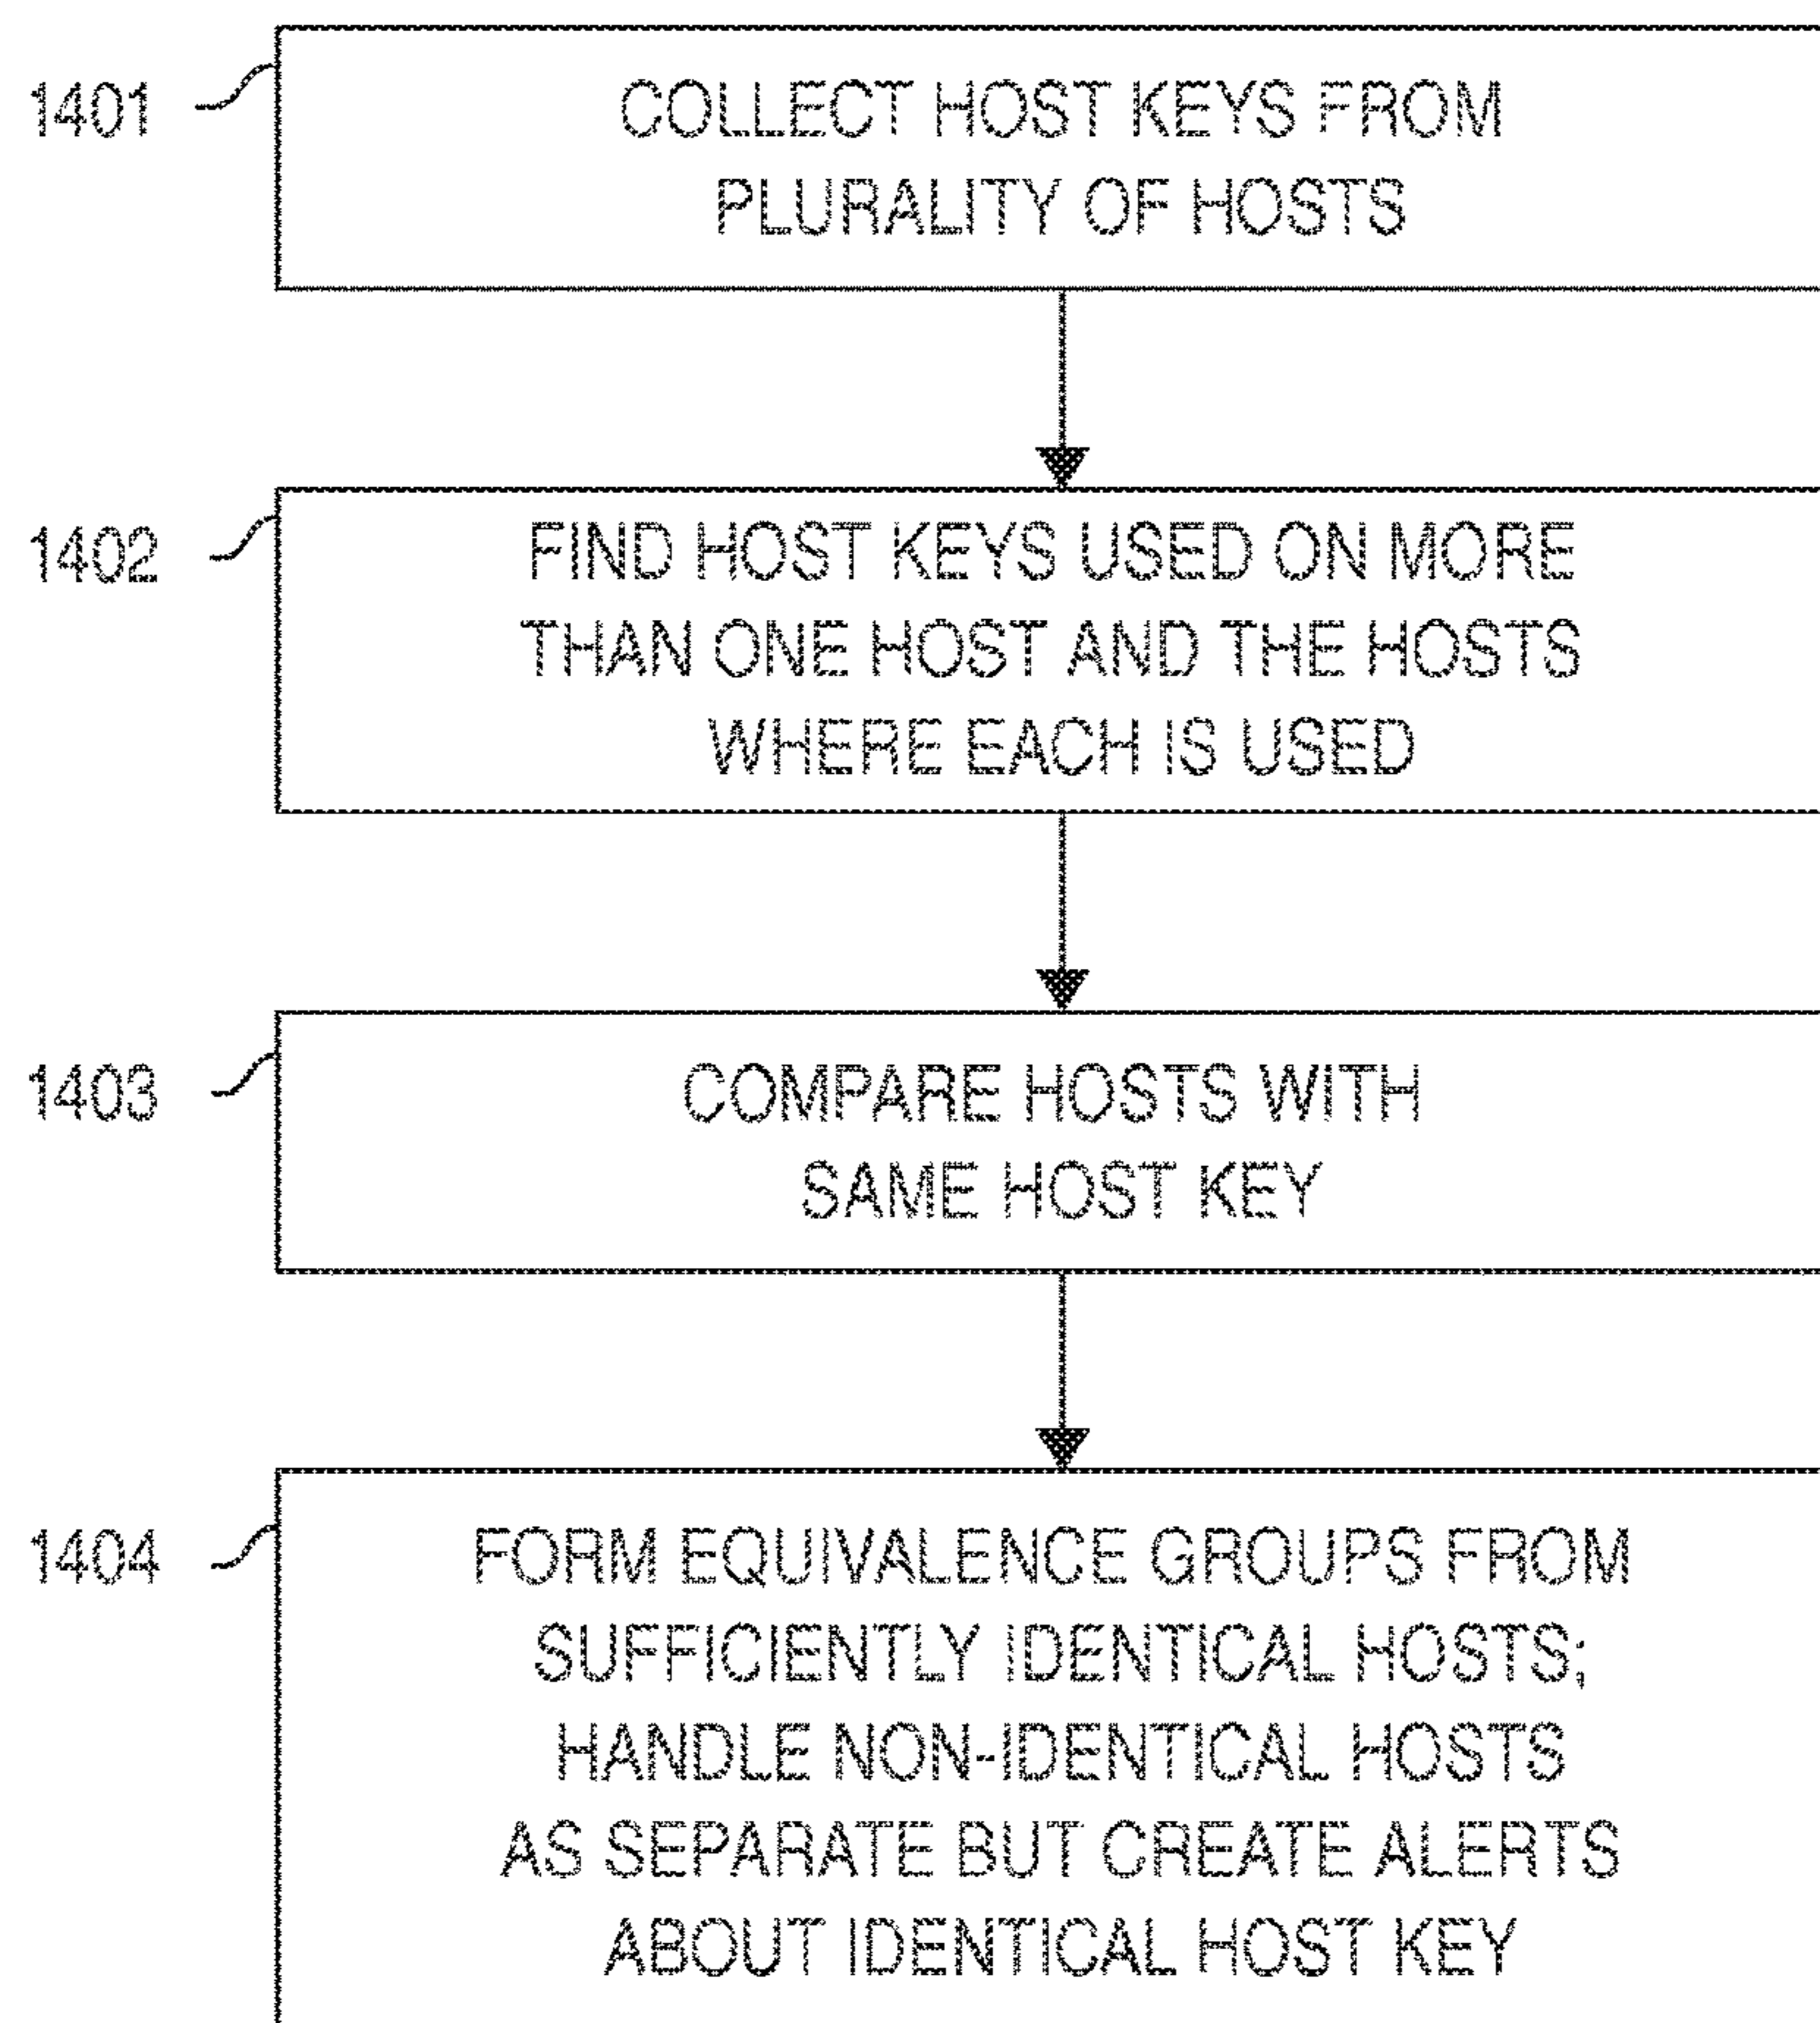 1401
COLLECT HOST KEYS FROM
PLURALITY OF HOSTS
1402
FIND HOST KEYS USED ON MORE
THAN ONE HOST AND THE HOSTS
WHERE EACH IS USED
1403
COMPARE HOSTS WITH
SAME HOST KEY
1404
FORM EQUIVALENCE GROUPS FROM
SUFFICIENTLY IDENTICAL HOSTS;
HANDLE NON-IDENTICAL HOSTS
AS SEPARATE BUT CREATE ALERTS
ABOUT IDENTICAL HOST KEY